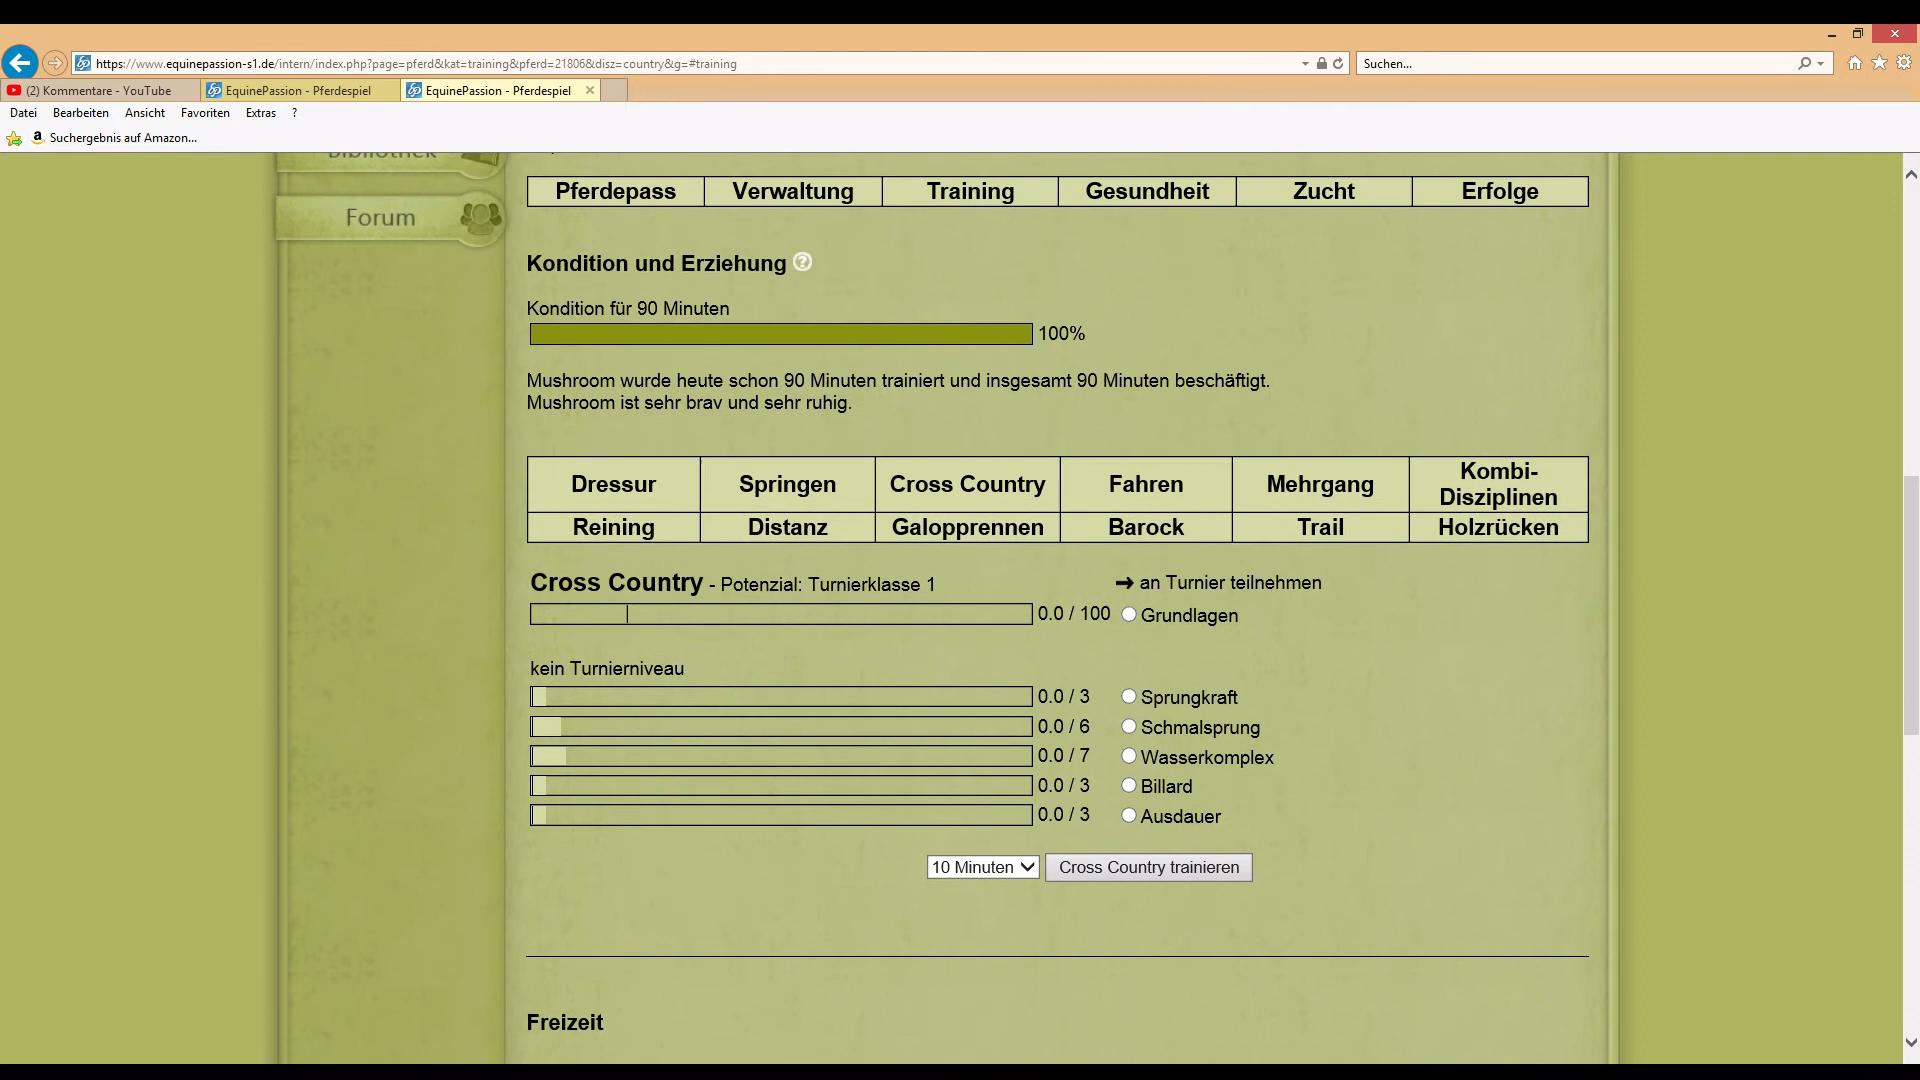 https://www.equinepassion-s1.de/intern/index.php?page=pferd&kat=training&pferd=21806&disz=country&g=#training
Suchen...
(2) Kommentare - YouTube
EquinePassion - Pferdespiel
EquinePassion - Pferdespiel
Datei Bearbeiten Ansicht Favoriten Extras ?
Suchergebnis auf Amazon...
Bibliothek
Forum
Pferdepass Verwaltung Training Gesundheit Zucht Erfolge
Kondition und Erziehung ?
Kondition für 90 Minuten
100%
Mushroom wurde heute schon 90 Minuten trainiert und insgesamt 90 Minuten beschäftigt.
Mushroom ist sehr brav und sehr ruhig.
Dressur Springen Cross Country Fahren Mehrgang Kombi-
Disziplinen
Reining Distanz Galopprennen Barock Trail Holzrücken
Cross Country - Potenzial: Turnierklasse 1 → an Turnier teilnehmen
0.0 / 100 Grundlagen
kein Turnierniveau
0.0 / 3 Sprungkraft
0.0 / 6 Schmalsprung
0.0 / 7 Wasserkomplex
0.0 / 3 Billard
0.0 / 3 Ausdauer
10 Minuten Cross Country trainieren
Freizeit